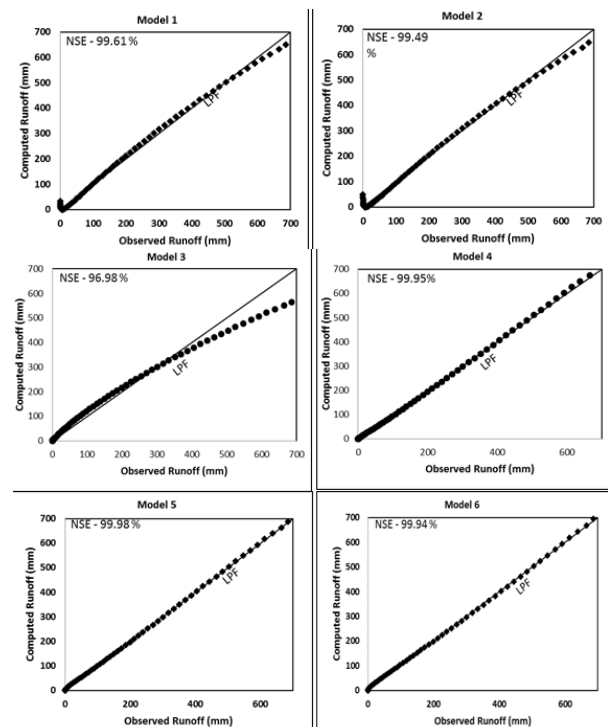 Model 1
NSE - 99.61 %
Computed Runoff (mm)
700
600
500
400
300
200
100
0
LPF
0 100 200 300 400 500 600 700
Observed Runoff (mm)
Model 2
NSE - 99.49
%
Computed Runoff (mm)
700
600
500
400
300
200
100
0
LPF
0 100 200 300 400 500 600 700
Observed Runoff (mm)
Model 3
NSE - 96.98 %
Computed Runoff (mm)
700
600
500
400
300
200
100
0
LPF
0 100 200 300 400 500 600 700
Observed Runoff (mm)
Model 4
NSE - 99.95%
Computed Runoff (mm)
700
600
500
400
300
200
100
0
LPF
0 200 400 600
Observed Runoff (mm)
Model 5
NSE - 99.98 %
Computed Runoff (mm)
700
600
500
400
300
200
100
0
LPF
0 200 400 600
Observed Runoff (mm)
Model 6
NSE - 99.94 %
Computed Runoff (mm)
700
600
500
400
300
200
100
0
LPF
0 200 400 600
Observed Runoff (mm)